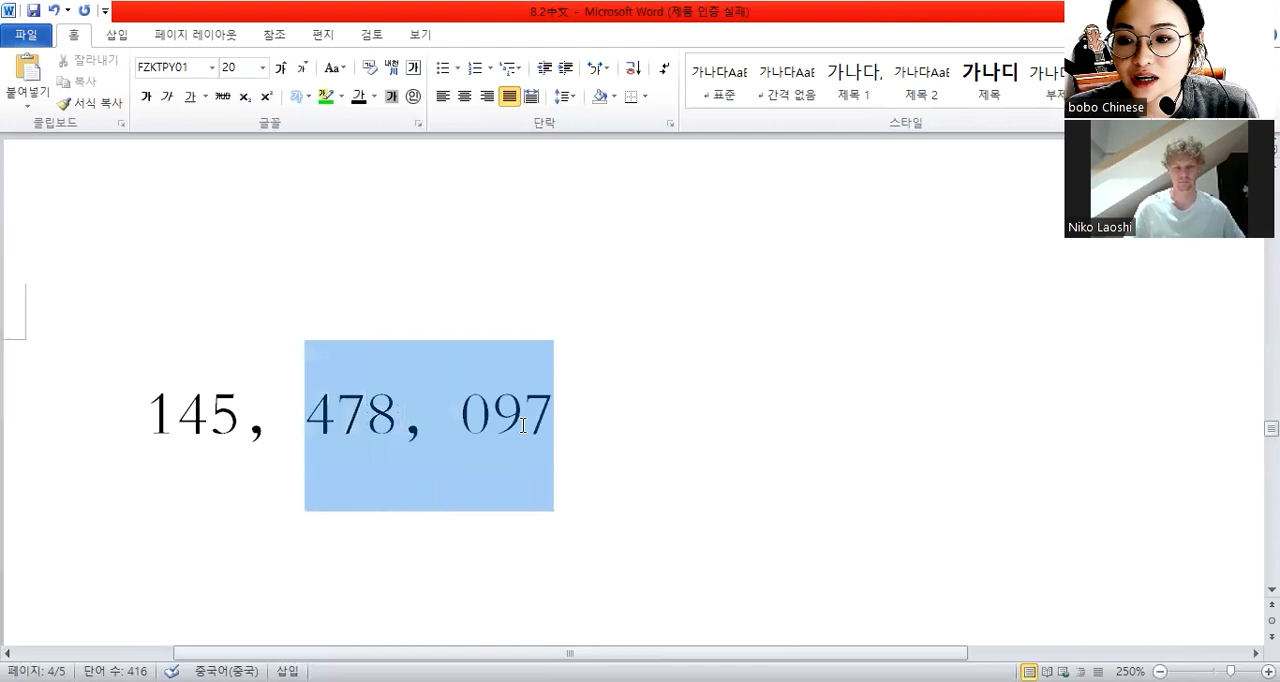 8.2中文 - Microsoft Word (제품 인증 실패)
파일 홈 삽입 페이지 레이아웃 참조 편지 검토 보기
붙여넣기
잘라내기
복사
서식 복사
클립보드
FZKTPY01 20
글꼴
단락
가나다AaB 가나다AaB 가나다, 가나다AaB 가나다
표준 간격 없음 제목 1 제목 2 제목
스타일
bobo Chinese
Niko Laoshi
145, 478, 097
페이지: 4/5 단어 수: 416 중국어(중국) 삽입 250%